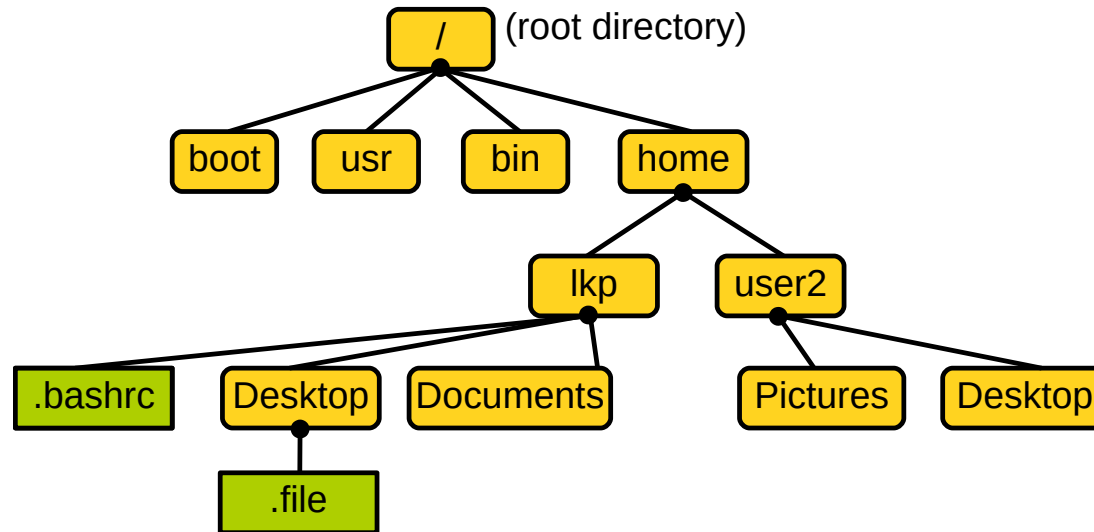 / (root directory)
boot usr bin home
lkp user2
.bashrc Desktop Documents Pictures Desktop
.file